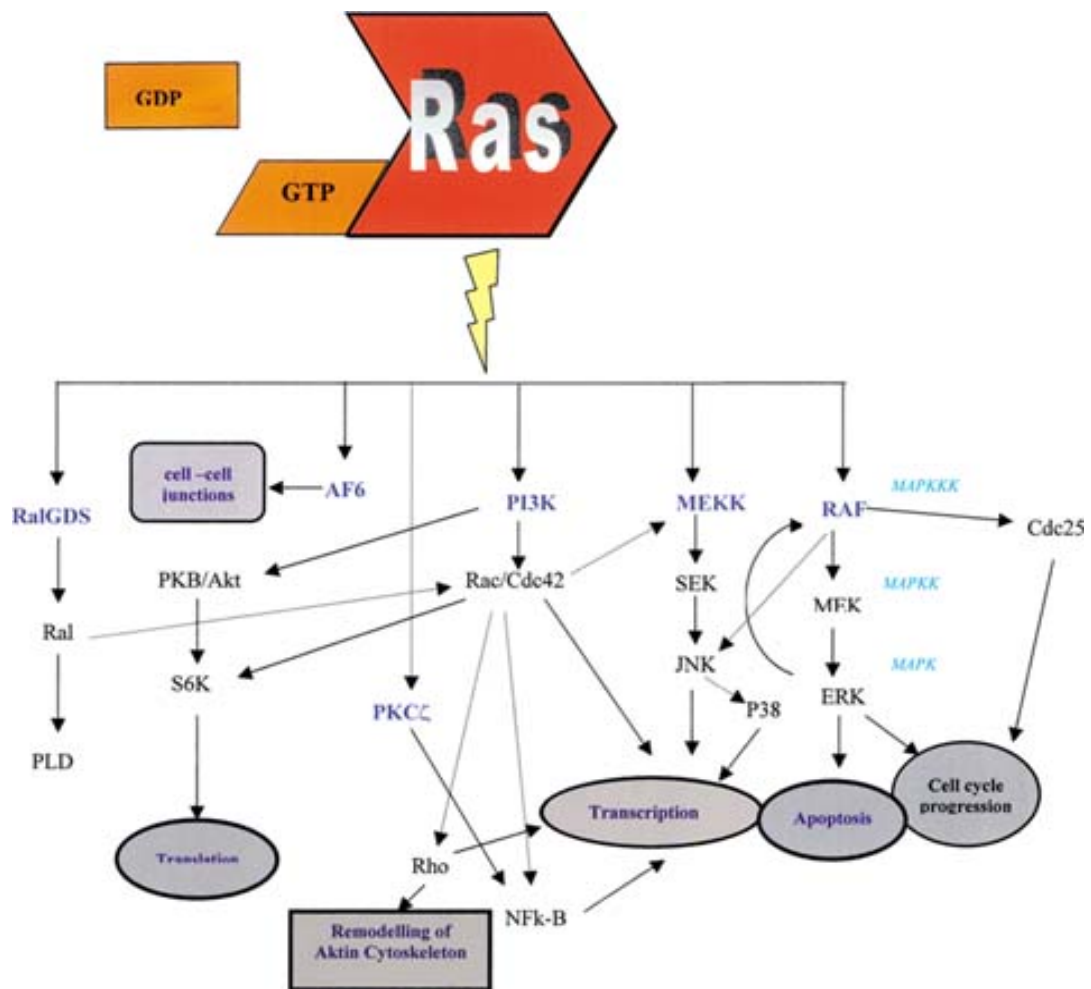 GDP
Ras
GTP
cell –cell
junctions
AF6
RalGDS
PI3K
MEKK
RAF
MAPKKK
Cdc25
PKB/Akt
Rac/Cdc42
SEK
MEK
MAPKK
Ral
S6K
JNK
ERK
MAPK
PKCζ
P38
PLD
Transcription
Apoptosis
Cell cycle
progression
Translation
Rho
NFk-B
Remodelling of
Aktin Cytoskeleton